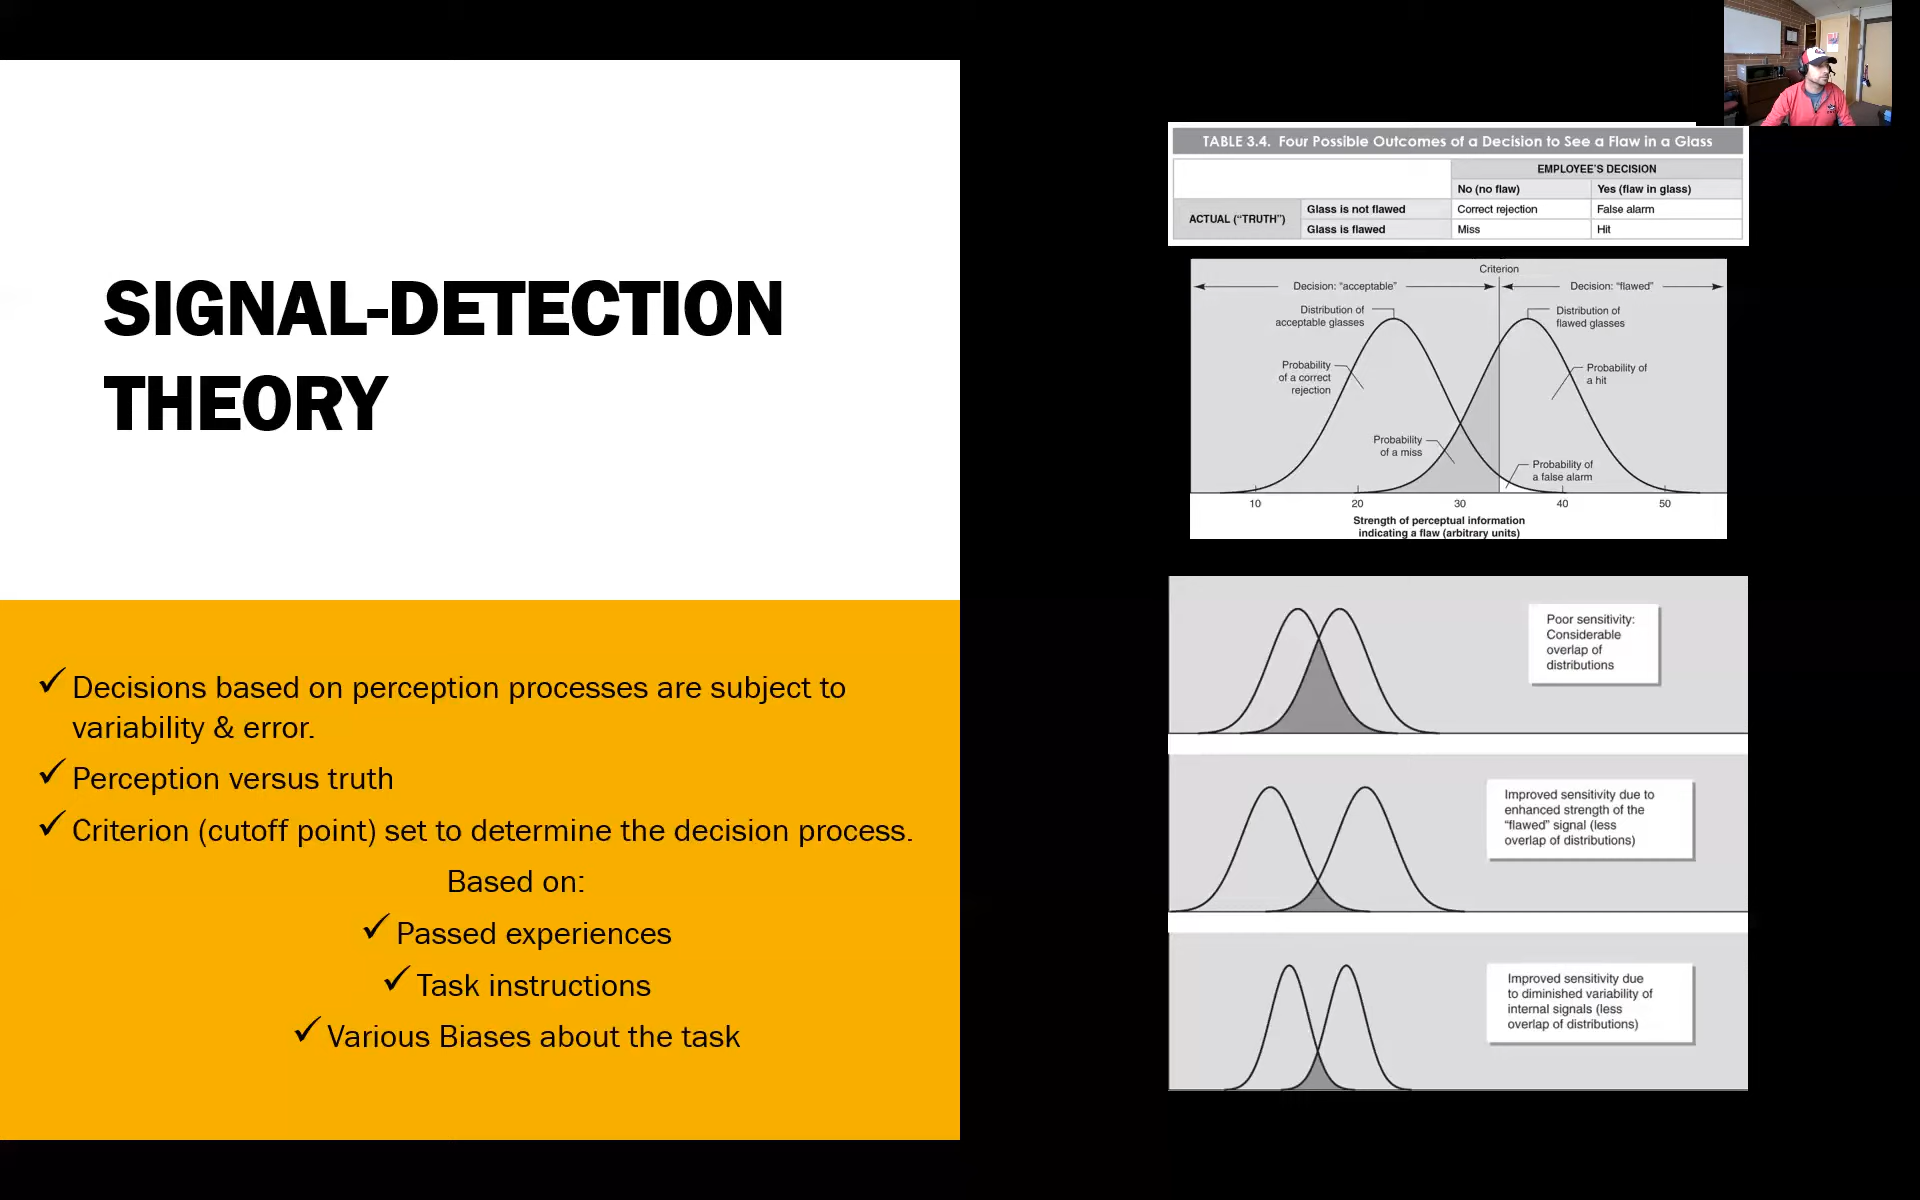 SIGNAL-DETECTION
THEORY
✓ Decisions based on perception processes are subject to
variability & error.
✓ Perception versus truth
✓ Criterion (cutoff point) set to determine the decision process.
Based on:
✓ Passed experiences
✓ Task instructions
✓ Various Biases about the task
TABLE 3.4. Four Possible Outcomes of a Decision to See a Flaw in a Glass
EMPLOYEE'S DECISION
No (no flaw) Yes (flaw in glass)
ACTUAL ("TRUTH")
Glass is not flawed Correct rejection False alarm
Glass is flawed Miss Hit
Criterion
Decision: "acceptable" Decision: "flawed"
Distribution of
acceptable glasses
Distribution of
flawed glasses
Probability
of a correct
rejection
Probability of
a hit
Probability
of a miss
Probability of
a false alarm
10 20 30 40 50
Strength of perceptual information
indicating a flaw (arbitrary units)
Poor sensitivity:
Considerable
overlap of
distributions
Improved sensitivity due to
enhanced strength of the
"flawed" signal (less
overlap of distributions)
Improved sensitivity due
to diminished variability of
internal signals (less
overlap of distributions)